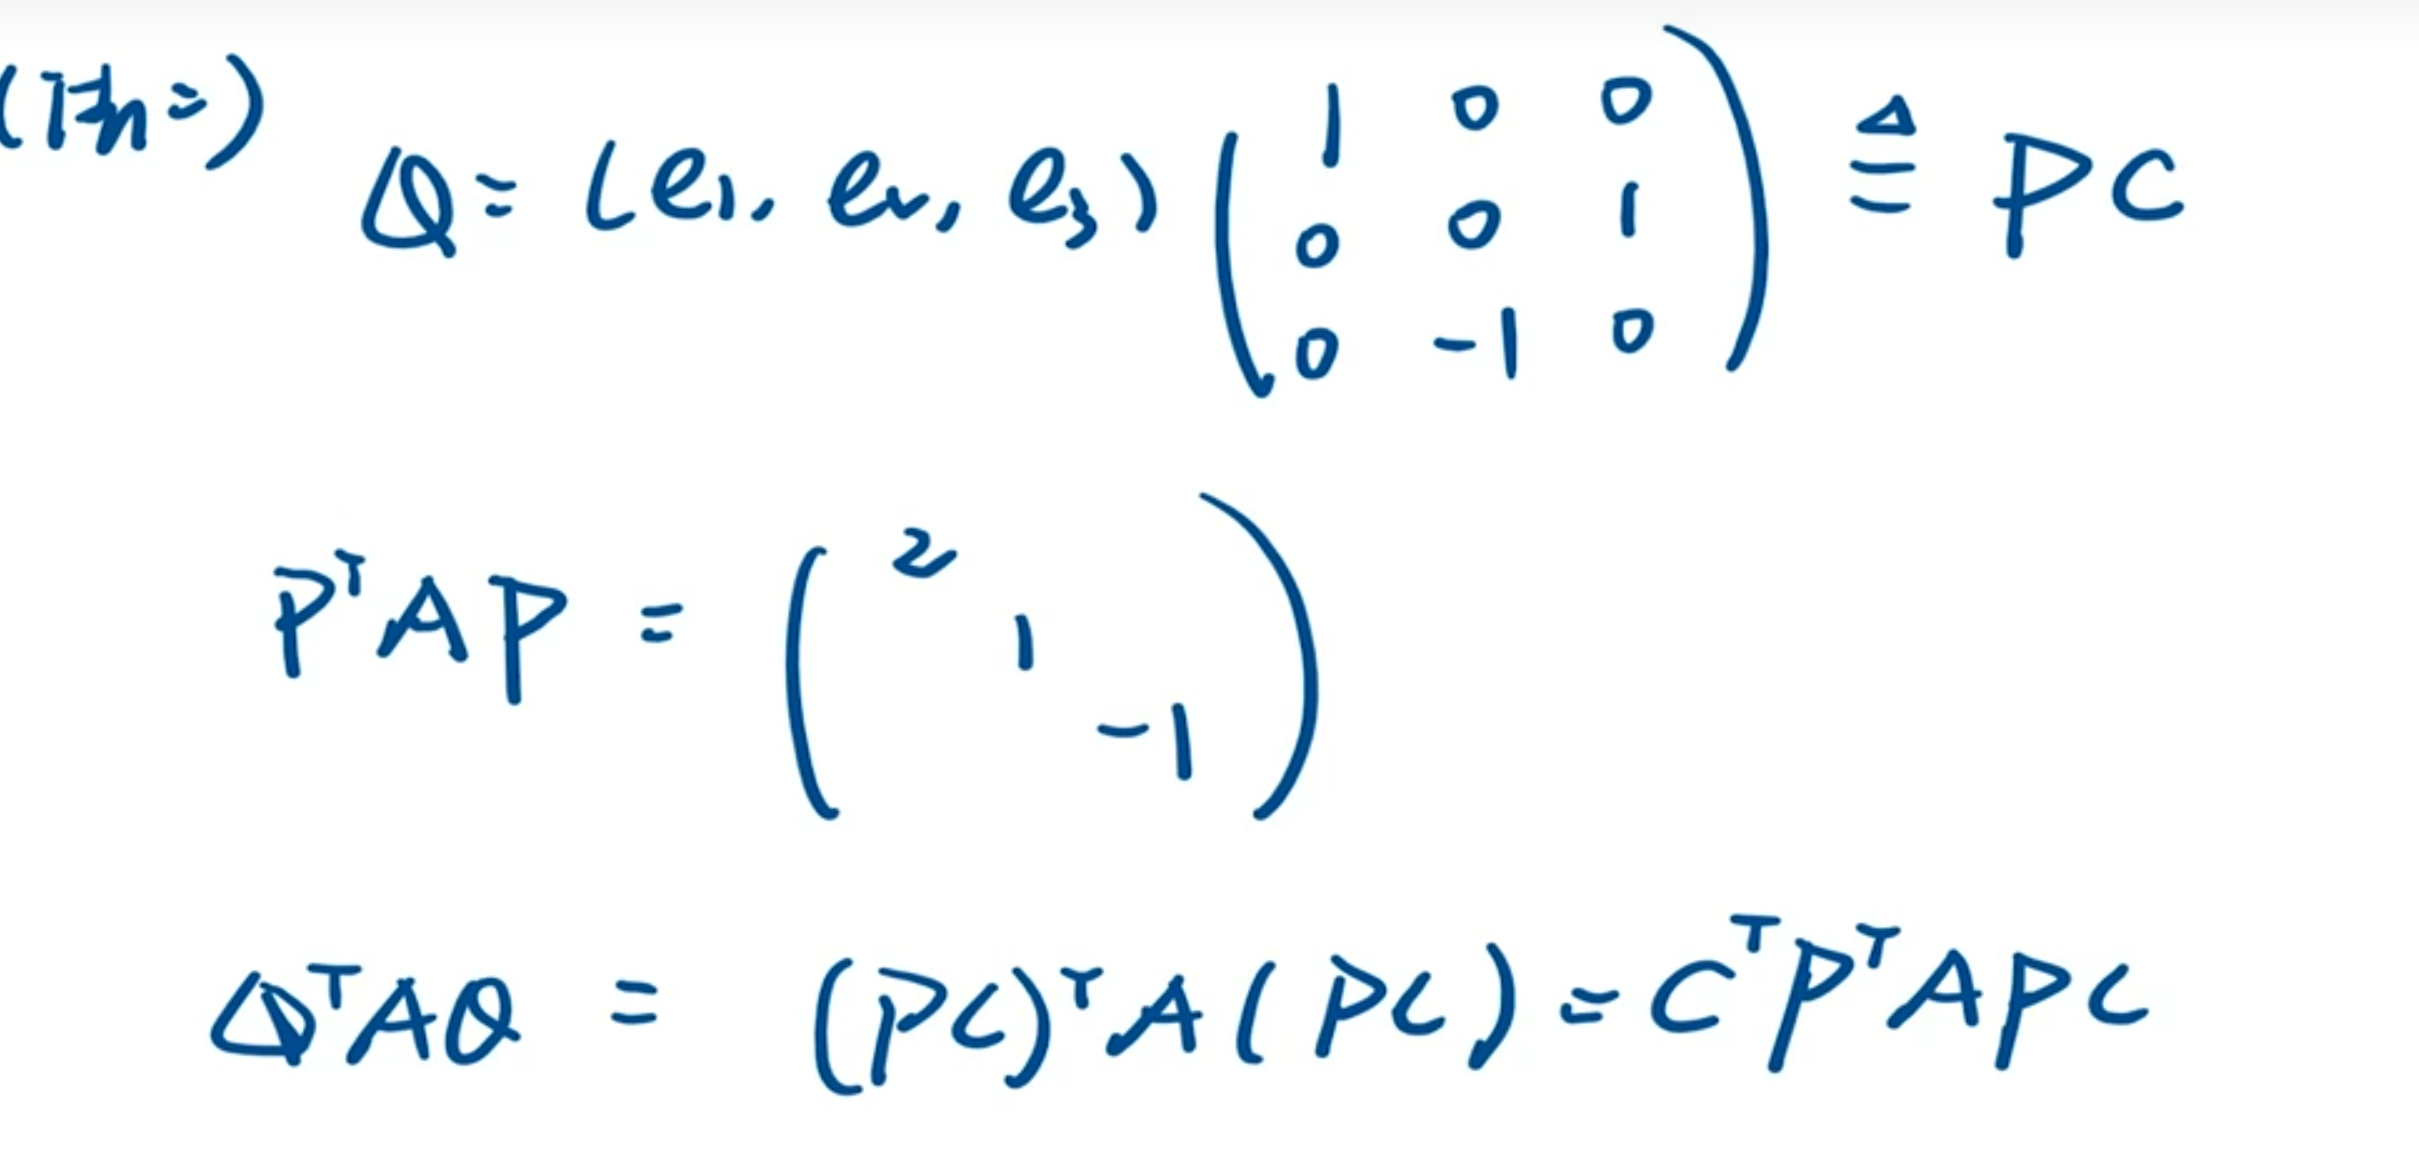 (法二) Q = (e₁, e₂, e₃) ( 1 0 0
0 0 1
0 -1 0 ) ≜ PC
PᵀAP = ( 2
1
-1 )
QᵀAQ = (PC)ᵀA(PC) = CᵀPᵀAPC